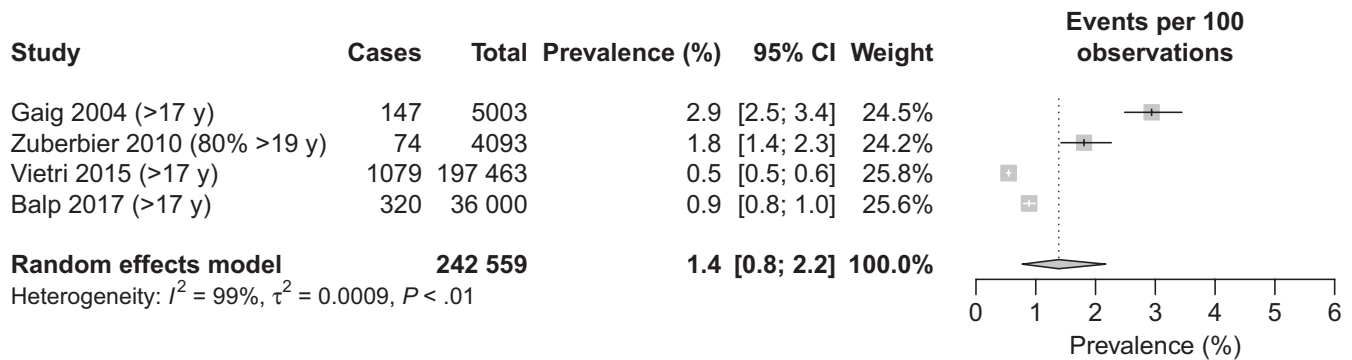 Events per 100
Study Cases Total Prevalence (%) 95% CI Weight observations
Gaig 2004 (>17 y) 147 5003 2.9 [2.5; 3.4] 24.5%
Zuberbier 2010 (80% >19 y) 74 4093 1.8 [1.4; 2.3] 24.2%
Vietri 2015 (>17 y) 1079 197 463 0.5 [0.5; 0.6] 25.8%
Balp 2017 (>17 y) 320 36 000 0.9 [0.8; 1.0] 25.6%
Random effects model 242 559 1.4 [0.8; 2.2] 100.0%
Heterogeneity: I² = 99%, τ² = 0.0009, P < .01
0 1 2 3 4 5 6
Prevalence (%)